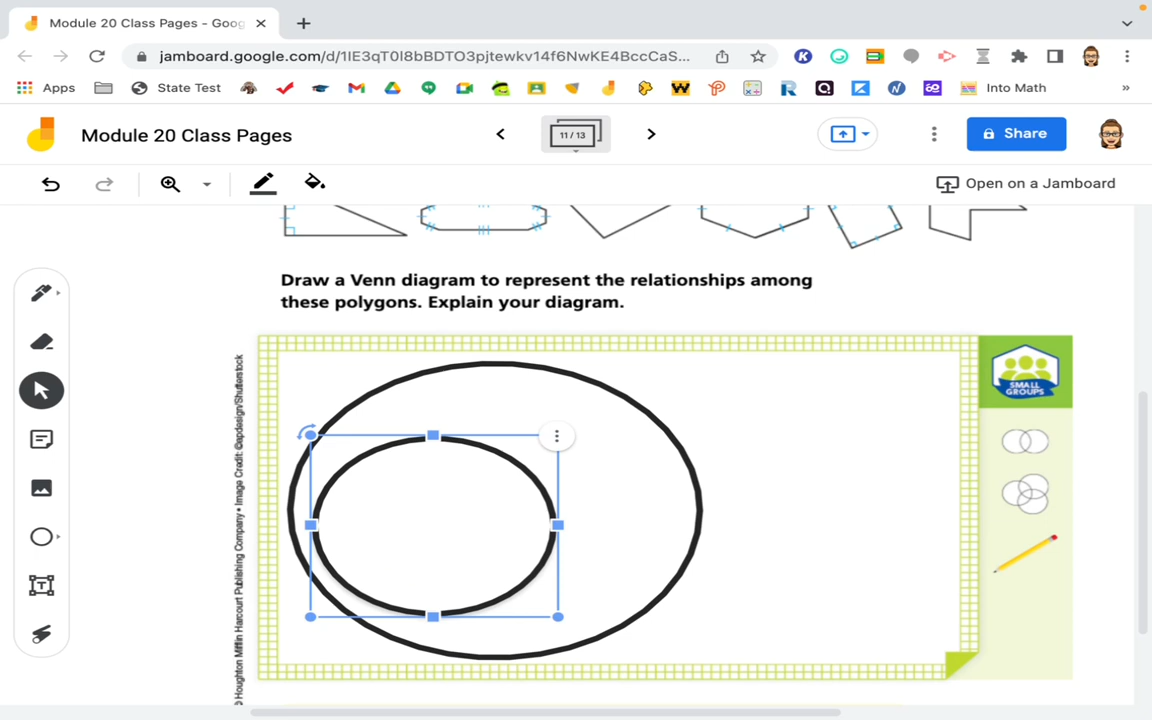 Module 20 Class Pages - Goog
jamboard.google.com/d/1IE3qT0l8bBDTO3pjtewkv14f6NwKE4BccCaS...
Apps
State Test
Into Math
»
Module 20 Class Pages
11 / 13
Share
Open on a Jamboard
Draw a Venn diagram to represent the relationships among
these polygons. Explain your diagram.
SMALL
GROUPS
© Houghton Mifflin Harcourt Publishing Company • Image Credit: Capdesign/Shutterstock